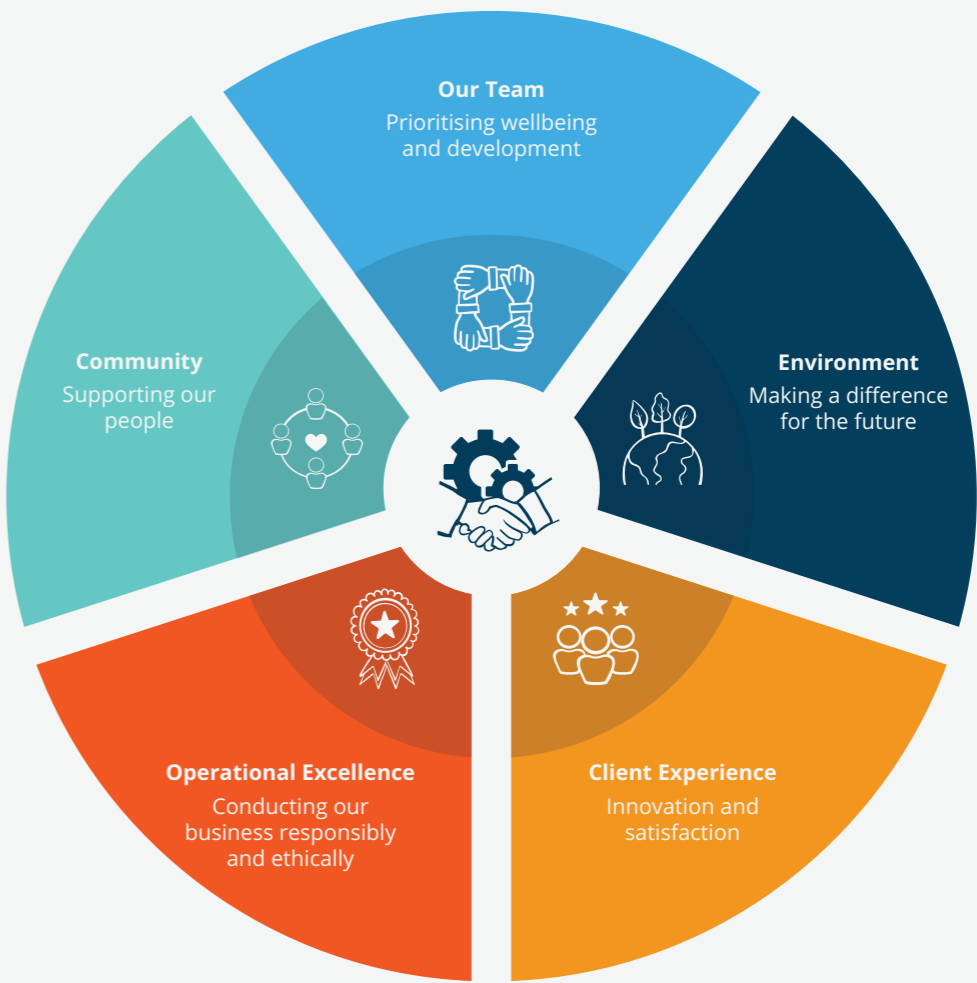 Our Team
Prioritising wellbeing
and development
Environment
Making a difference
for the future
Client Experience
Innovation and
satisfaction
Operational Excellence
Conducting our
business responsibly
and ethically
Community
Supporting our
people